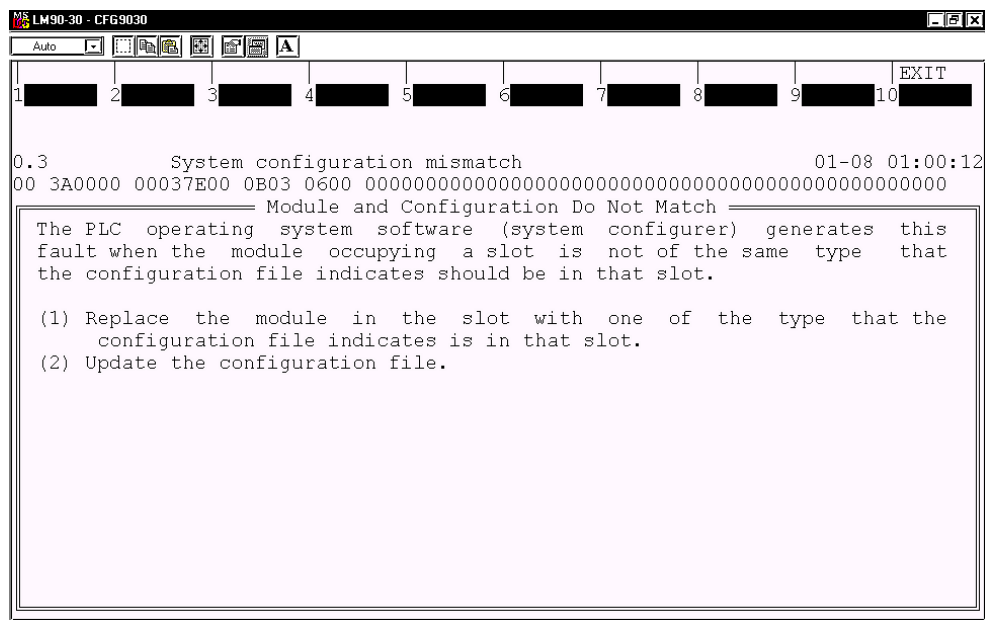 LM90-30 - CFG9030
Auto
A
EXIT
1 2 3 4 5 6 7 8 9 10
0.3 System configuration mismatch 01-08 01:00:12
00 3A0000 00037E00 0B03 0600 000000000000000000000000000000000000000000000000
Module and Configuration Do Not Match
The PLC operating system software (system configurer) generates this
fault when the module occupying a slot is not of the same type that
the configuration file indicates should be in that slot.
(1) Replace the module in the slot with one of the type that the
configuration file indicates is in that slot.
(2) Update the configuration file.